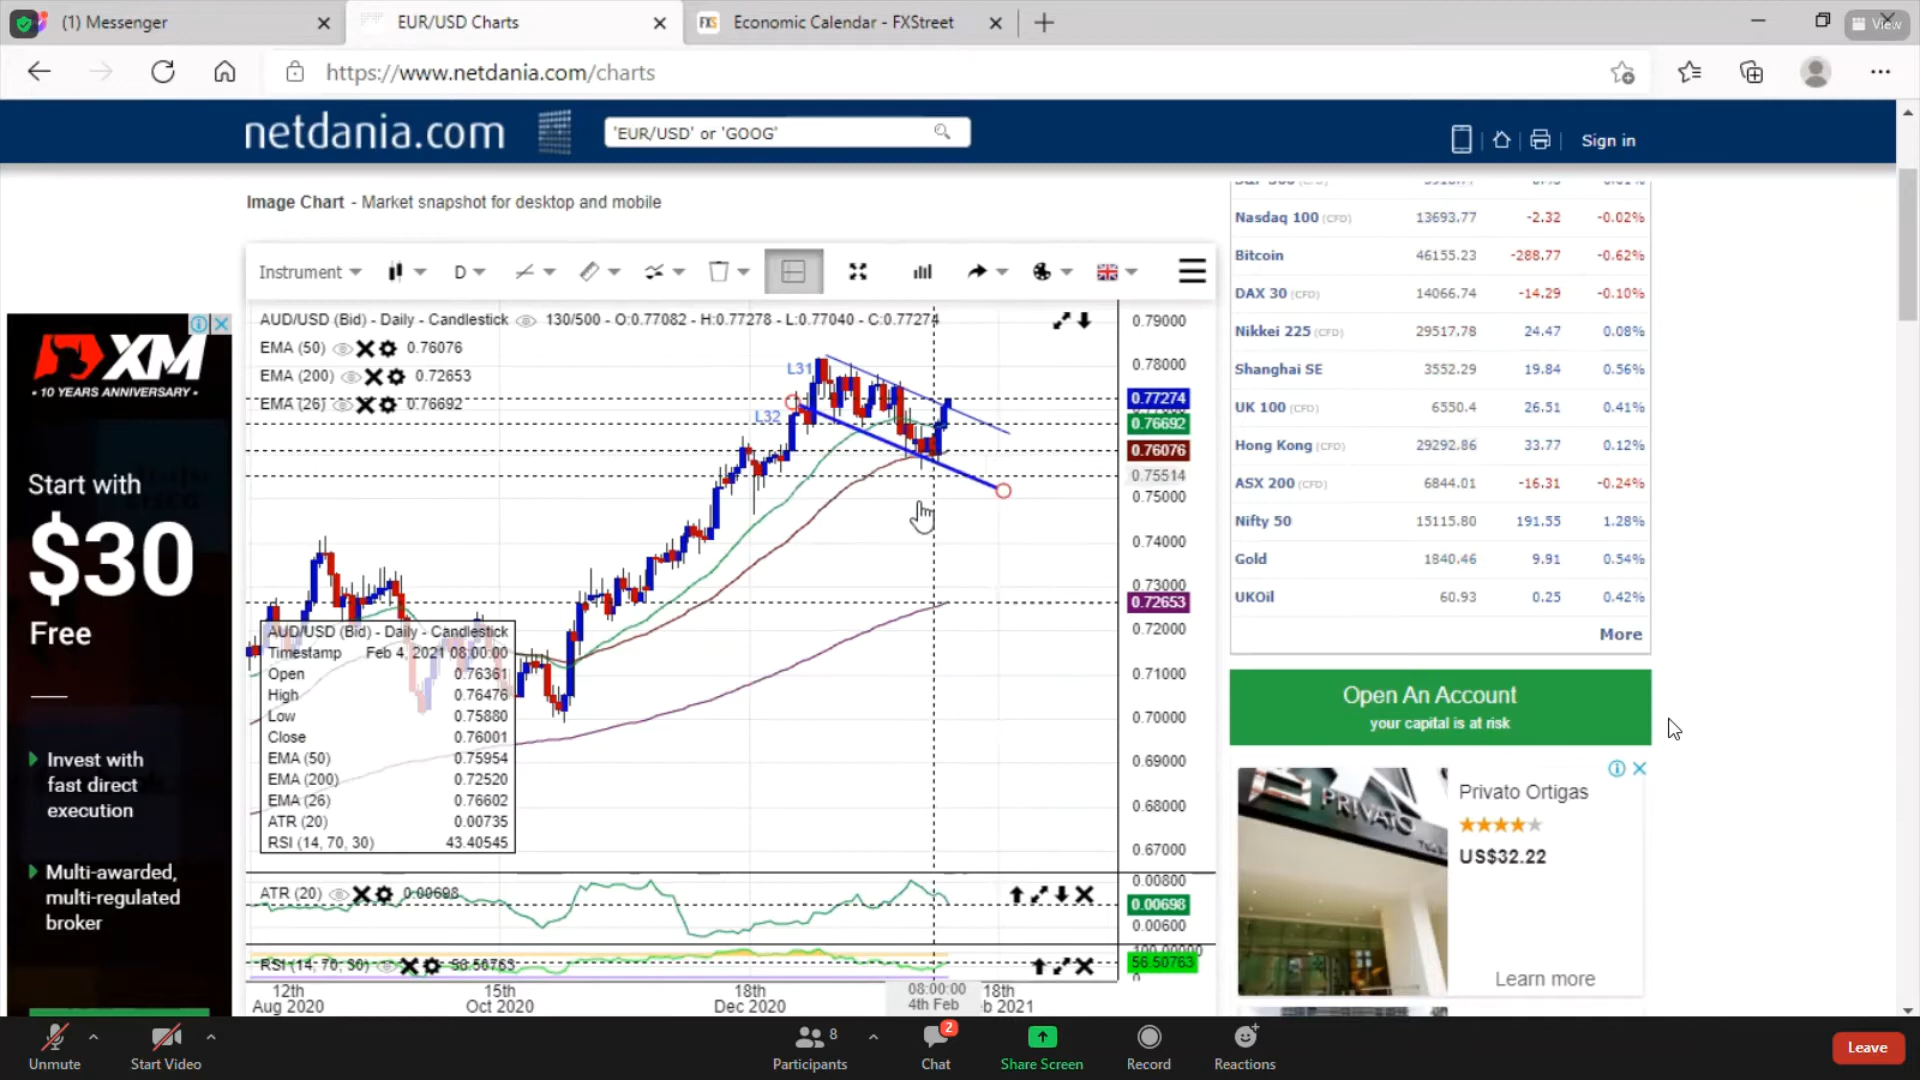 (1) Messenger
EUR/USD Charts
FXS
Economic Calendar - FXStreet
View
https://www.netdania.com/charts
netdania.com
'EUR/USD' or 'GOOG'
Sign in
Image Chart - Market snapshot for desktop and mobile
Instrument
D
AUD/USD (Bid) - Daily - Candlestick 130/500 - O:0.77082 - H:0.77278 - L:0.77040 - C:0.77274
EMA (50) 0.76076
EMA (200) 0.72653
EMA (26) 0.76692
L31
L32
0.79000
0.78000
0.77274
0.76692
0.76076
0.75514
0.75000
0.74000
0.73000
0.72653
0.72000
0.71000
0.70000
0.69000
0.68000
0.67000
AUD/USD (Bid) - Daily - Candlestick
Timestamp Feb 4, 2021 08:00:00
Open 0.76361
High 0.76476
Low 0.75880
Close 0.76001
EMA (50) 0.75954
EMA (200) 0.72520
EMA (26) 0.76602
ATR (20) 0.00735
RSI (14, 70, 30) 43.40545
ATR (20) 0.00698
0.00800
0.00698
0.00600
RSI (14, 70, 30) 56.50763
100.00000
56.50763
0
12th 15th 18th 08:00:00 18th
Aug 2020 Oct 2020 Dec 2020 4th Feb b 2021
Nasdaq 100 (CFD) 13693.77 -2.32 -0.02%
Bitcoin 46155.23 -288.77 -0.62%
DAX 30 (CFD) 14066.74 -14.29 -0.10%
Nikkei 225 (CFD) 29517.78 24.47 0.08%
Shanghai SE 3552.29 19.84 0.56%
UK 100 (CFD) 6550.4 26.51 0.41%
Hong Kong (CFD) 29292.86 33.77 0.12%
ASX 200 (CFD) 6844.01 -16.31 -0.24%
Nifty 50 15115.80 191.55 1.28%
Gold 1840.46 9.91 0.54%
UKOil 60.93 0.25 0.42%
More
Open An Account
your capital is at risk
PRIVATO
Privato Ortigas
US$32.22
Learn more
XM
• 10 YEARS ANNIVERSARY •
Start with
$30
Free
Invest with
fast direct
execution
Multi-awarded,
multi-regulated
broker
Unmute
Start Video
8
Participants
2
Chat
Share Screen
Record
Reactions
Leave